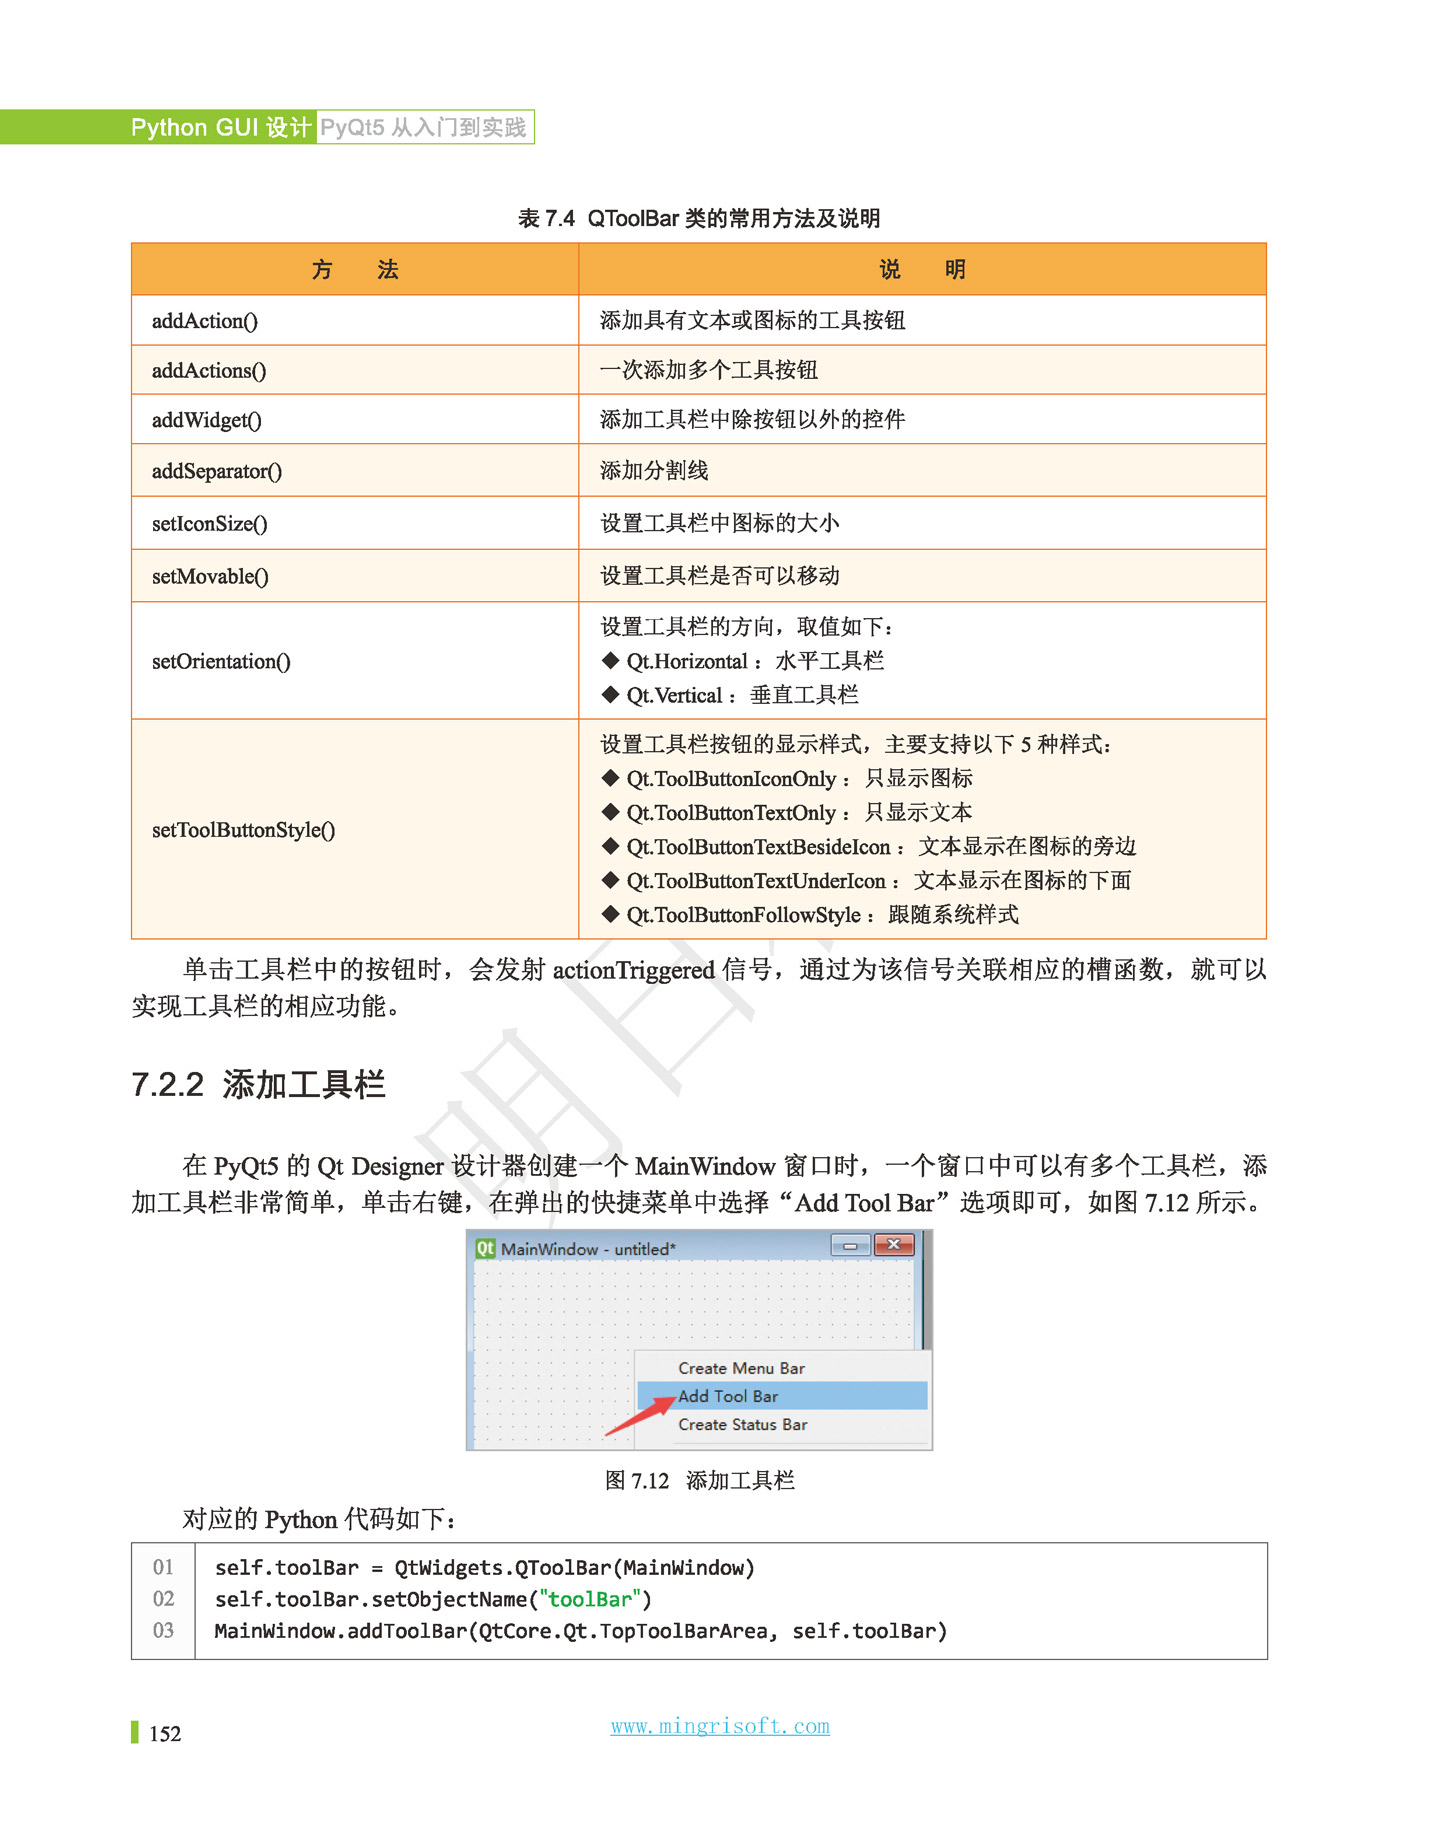 Python GUI 设计 PyQt5 从入门到实践
表 7.4 QToolBar 类的常用方法及说明
方 法 说 明
addAction() 添加具有文本或图标的工具按钮
addActions() 一次添加多个工具按钮
addWidget() 添加工具栏中除按钮以外的控件
addSeparator() 添加分割线
setIconSize() 设置工具栏中图标的大小
setMovable() 设置工具栏是否可以移动
setOrientation() 设置工具栏的方向，取值如下：
◆ Qt.Horizontal：水平工具栏
◆ Qt.Vertical：垂直工具栏
setToolButtonStyle() 设置工具栏按钮的显示样式，主要支持以下 5 种样式：
◆ Qt.ToolButtonIconOnly：只显示图标
◆ Qt.ToolButtonTextOnly：只显示文本
◆ Qt.ToolButtonTextBesideIcon：文本显示在图标的旁边
◆ Qt.ToolButtonTextUnderIcon：文本显示在图标的下面
◆ Qt.ToolButtonFollowStyle：跟随系统样式
单击工具栏中的按钮时，会发射 actionTriggered 信号，通过为该信号关联相应的槽函数，就可以
实现工具栏的相应功能。
明日
7.2.2 添加工具栏
在 PyQt5 的 Qt Designer 设计器创建一个 MainWindow 窗口时，一个窗口中可以有多个工具栏，添
加工具栏非常简单，单击右键，在弹出的快捷菜单中选择“Add Tool Bar”选项即可，如图 7.12 所示。
Qt MainWindow - untitled*
Create Menu Bar
Add Tool Bar
Create Status Bar
图 7.12 添加工具栏
对应的 Python 代码如下：
01 self.toolBar = QtWidgets.QToolBar(MainWindow)
02 self.toolBar.setObjectName("toolBar")
03 MainWindow.addToolBar(QtCore.Qt.TopToolBarArea, self.toolBar)
152
www.mingrisoft.com